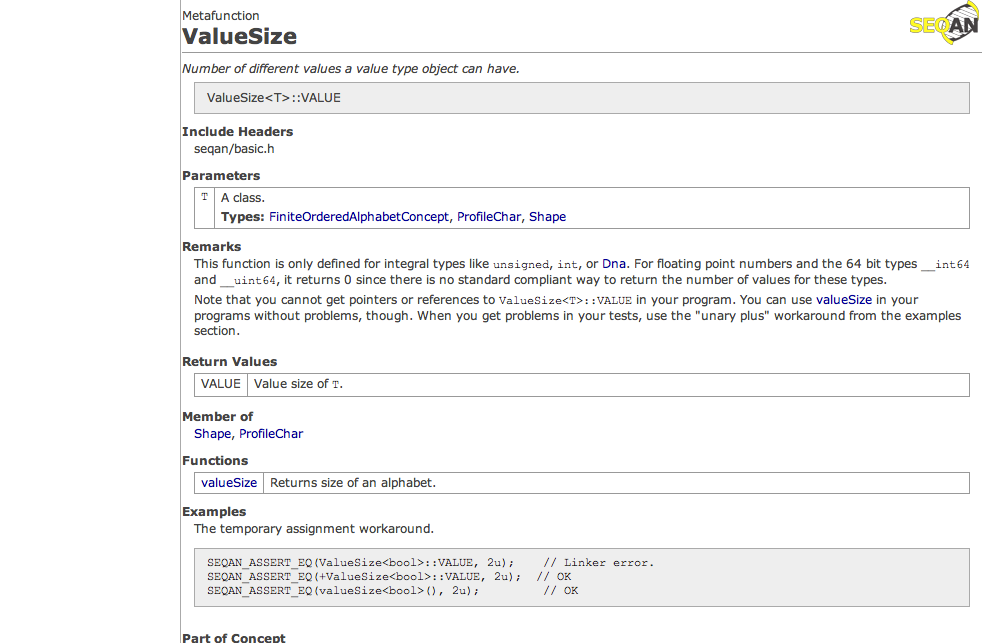 Metafunction
SEQAN
ValueSize
Number of different values a value type object can have.
ValueSize<T>::VALUE
Include Headers
seqan/basic.h
Parameters
T A class.
Types: FiniteOrderedAlphabetConcept, ProfileChar, Shape
Remarks
This function is only defined for integral types like unsigned, int, or Dna. For floating point numbers and the 64 bit types __int64
and __uint64, it returns 0 since there is no standard compliant way to return the number of values for these types.
Note that you cannot get pointers or references to ValueSize<T>::VALUE in your program. You can use valueSize in your
programs without problems, though. When you get problems in your tests, use the "unary plus" workaround from the examples
section.
Return Values
VALUE Value size of T.
Member of
Shape, ProfileChar
Functions
valueSize Returns size of an alphabet.
Examples
The temporary assignment workaround.
SEQAN_ASSERT_EQ(ValueSize<bool>::VALUE, 2u);    // Linker error.
SEQAN_ASSERT_EQ(+ValueSize<bool>::VALUE, 2u);  // OK
SEQAN_ASSERT_EQ(valueSize<bool>(), 2u);         // OK
Part of Concept